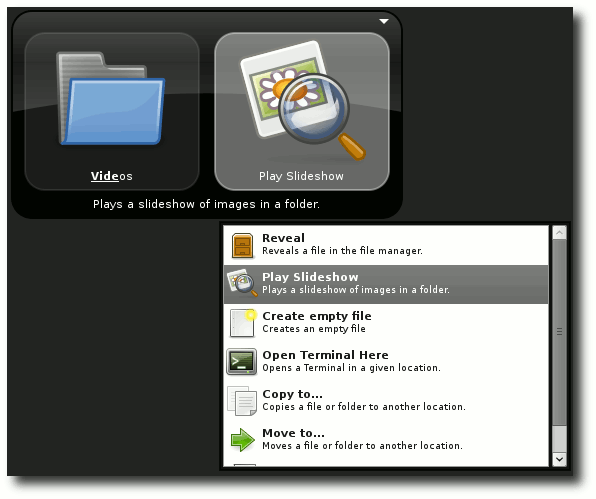 Videos
Play Slideshow
Plays a slideshow of images in a folder.
Reveal
Reveals a file in the file manager.
Play Slideshow
Plays a slideshow of images in a folder.
Create empty file
Creates an empty file
Open Terminal Here
Opens a Terminal in a given location.
Copy to...
Copies a file or folder to another location.
Move to...
Moves a file or folder to another location.